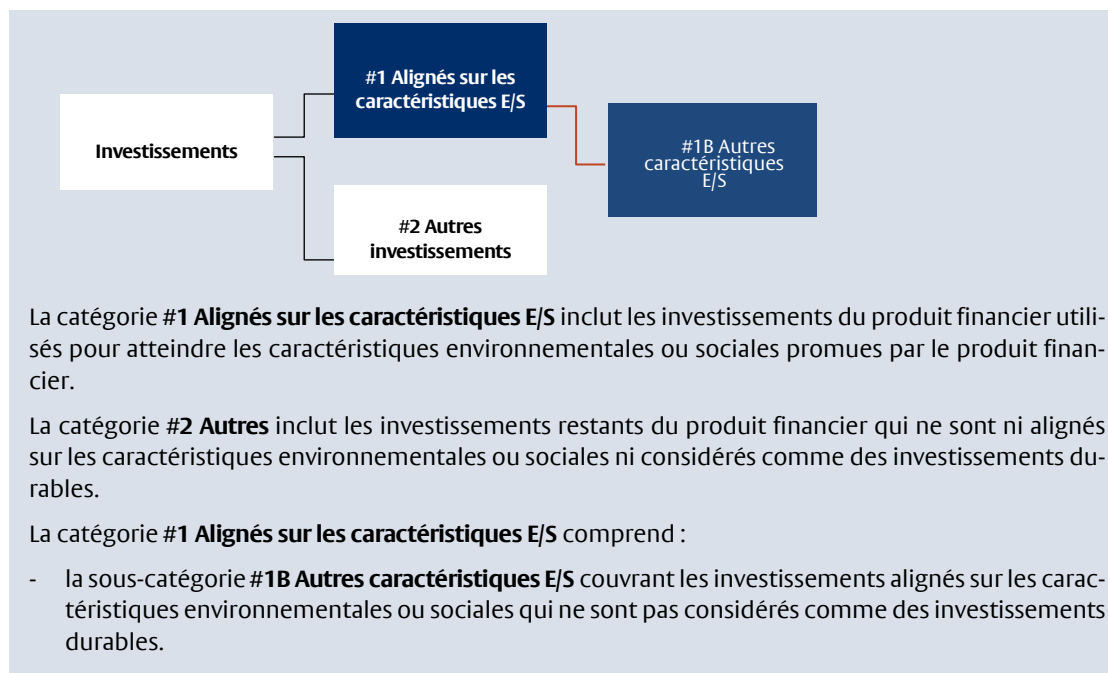 #1 Alignés sur les
caractéristiques E/S
Investissements
#1B Autres
caractéristiques
E/S
#2 Autres
investissements
La catégorie #1 Alignés sur les caractéristiques E/S inclut les investissements du produit financier utili-
sés pour atteindre les caractéristiques environnementales ou sociales promues par le produit finan-
cier.
La catégorie #2 Autres inclut les investissements restants du produit financier qui ne sont ni alignés
sur les caractéristiques environnementales ou sociales ni considérés comme des investissements du-
rables.
La catégorie #1 Alignés sur les caractéristiques E/S comprend :
- la sous-catégorie #1B Autres caractéristiques E/S couvrant les investissements alignés sur les carac-
téristiques environnementales ou sociales qui ne sont pas considérés comme des investissements
durables.